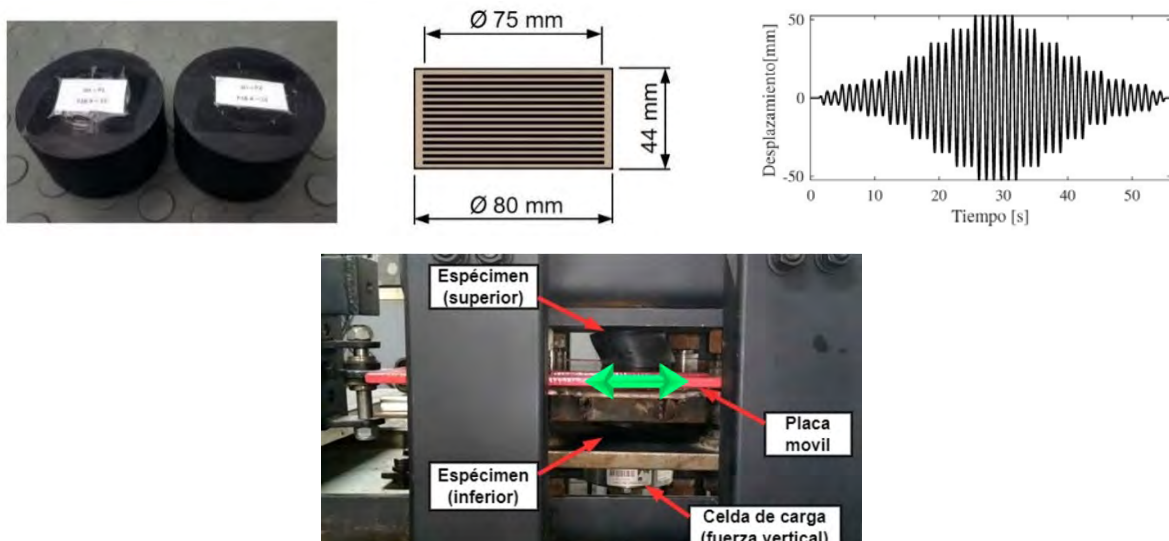 Ø 75 mm
44 mm
Ø 80 mm
Desplazamiento[mm]
50
0
-50
0
10
20
30
40
50
Tiempo [s]
Espécimen
(superior)
Placa
movil
Espécimen
(inferior)
Celda de carga
(fuerza vertical)